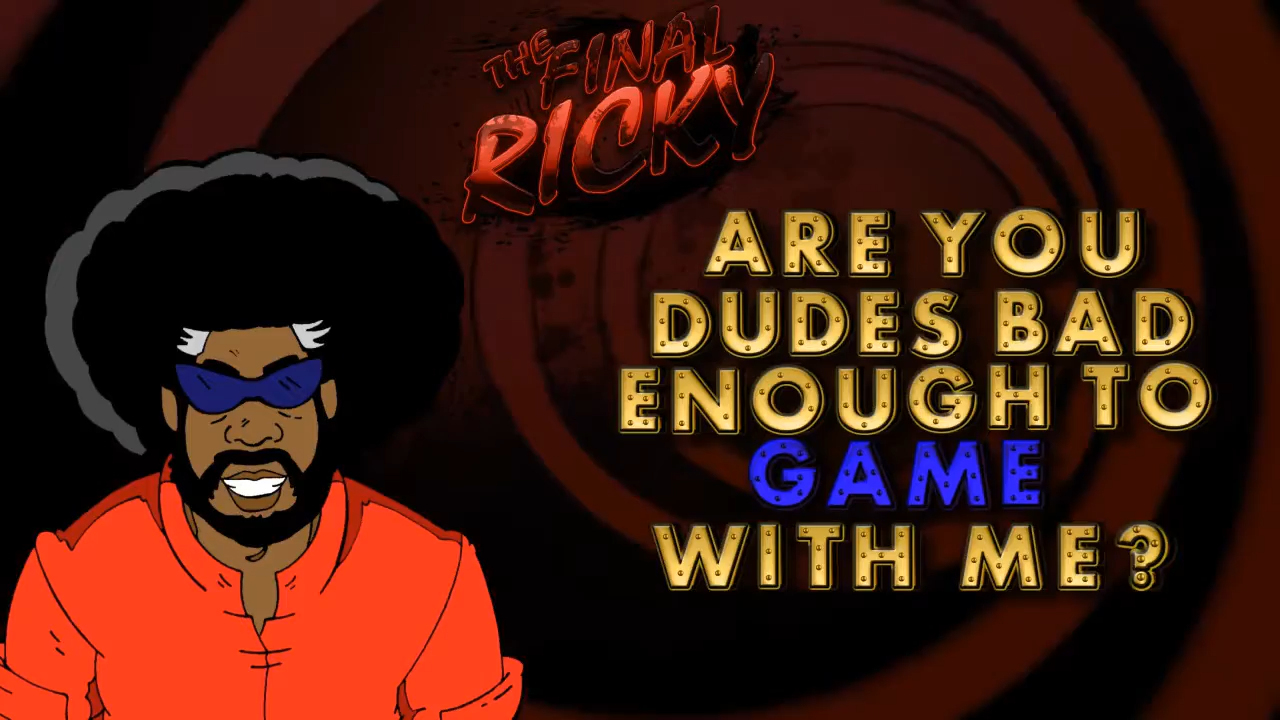 THE FINAL
RICKY
ARE YOU
DUDES BAD
ENOUGH TO
GAME
WITH ME?